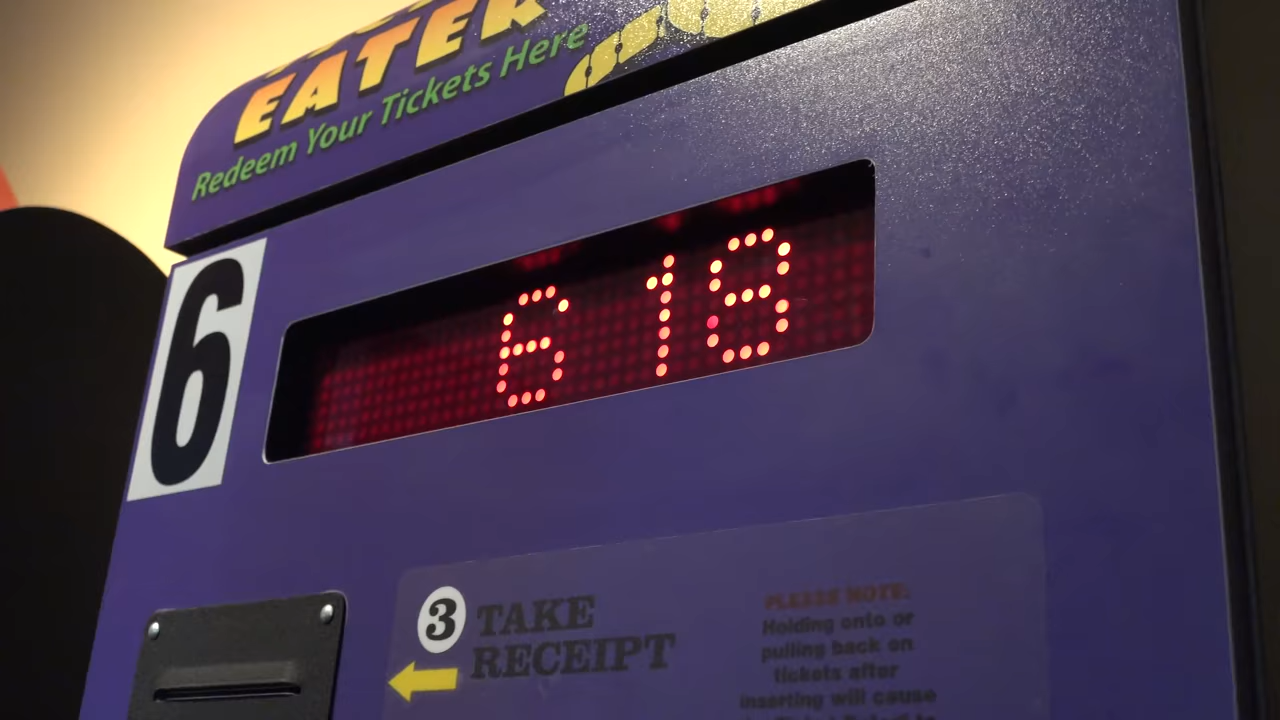 EATER
Redeem Your Tickets Here
6
618
3 TAKE
RECEIPT
PLEASE NOTE:
Holding onto or
pulling back on
tickets after
inserting will cause